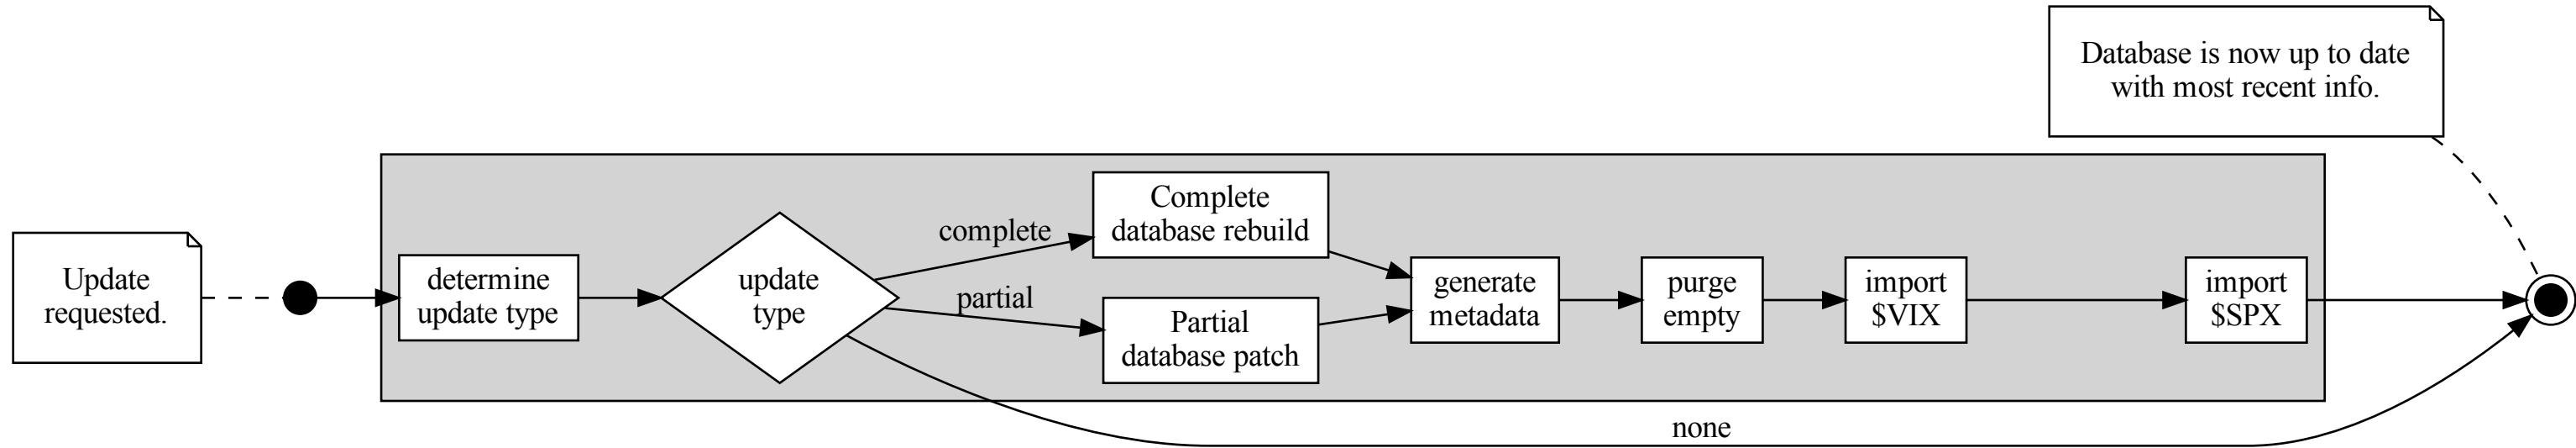 Database is now up to date
with most recent info.
Update
requested.
determine
update type
update
type
complete
partial
none
Complete
database rebuild
Partial
database patch
generate
metadata
purge
empty
import
$VIX
import
$SPX